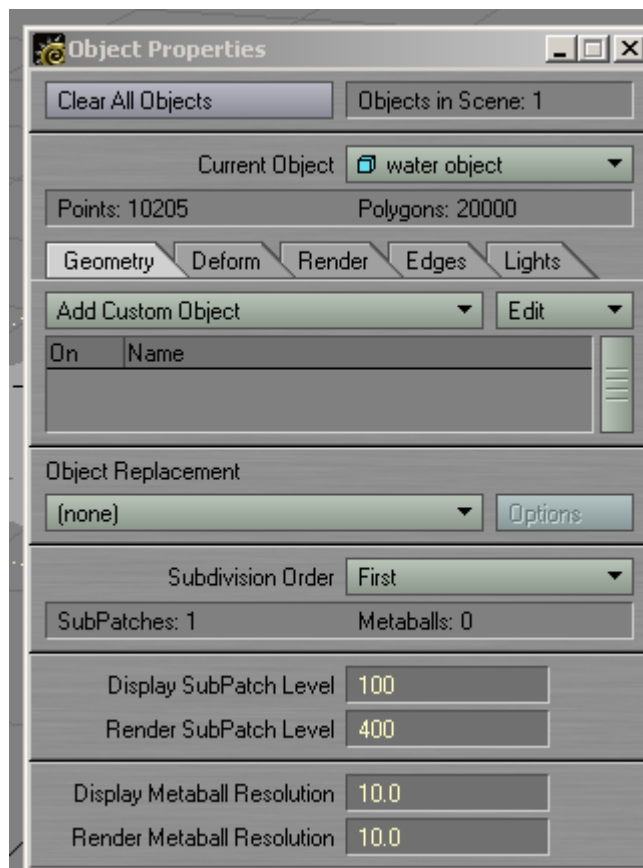 Object Properties
Clear All Objects Objects in Scene: 1
Current Object water object
Points: 10205 Polygons: 20000
Geometry Deform Render Edges Lights
Add Custom Object Edit
On Name
Object Replacement
(none) Options
Subdivision Order First
SubPatches: 1 Metaballs: 0
Display SubPatch Level 100
Render SubPatch Level 400
Display Metaball Resolution 10.0
Render Metaball Resolution 10.0